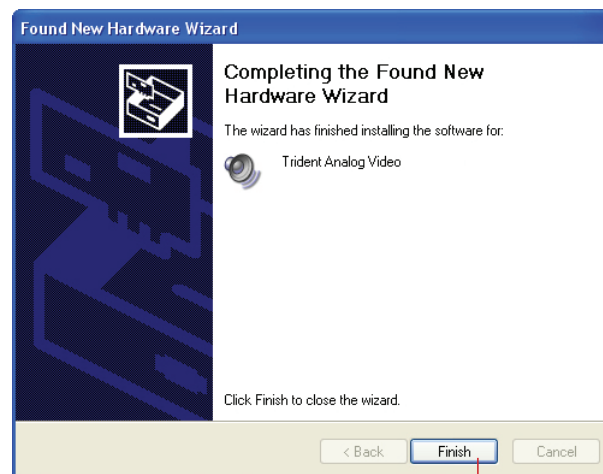 Found New Hardware Wizard
Completing the Found New
Hardware Wizard
The wizard has finished installing the software for:
Trident Analog Video
Click Finish to close the wizard.
< Back
Finish
Cancel